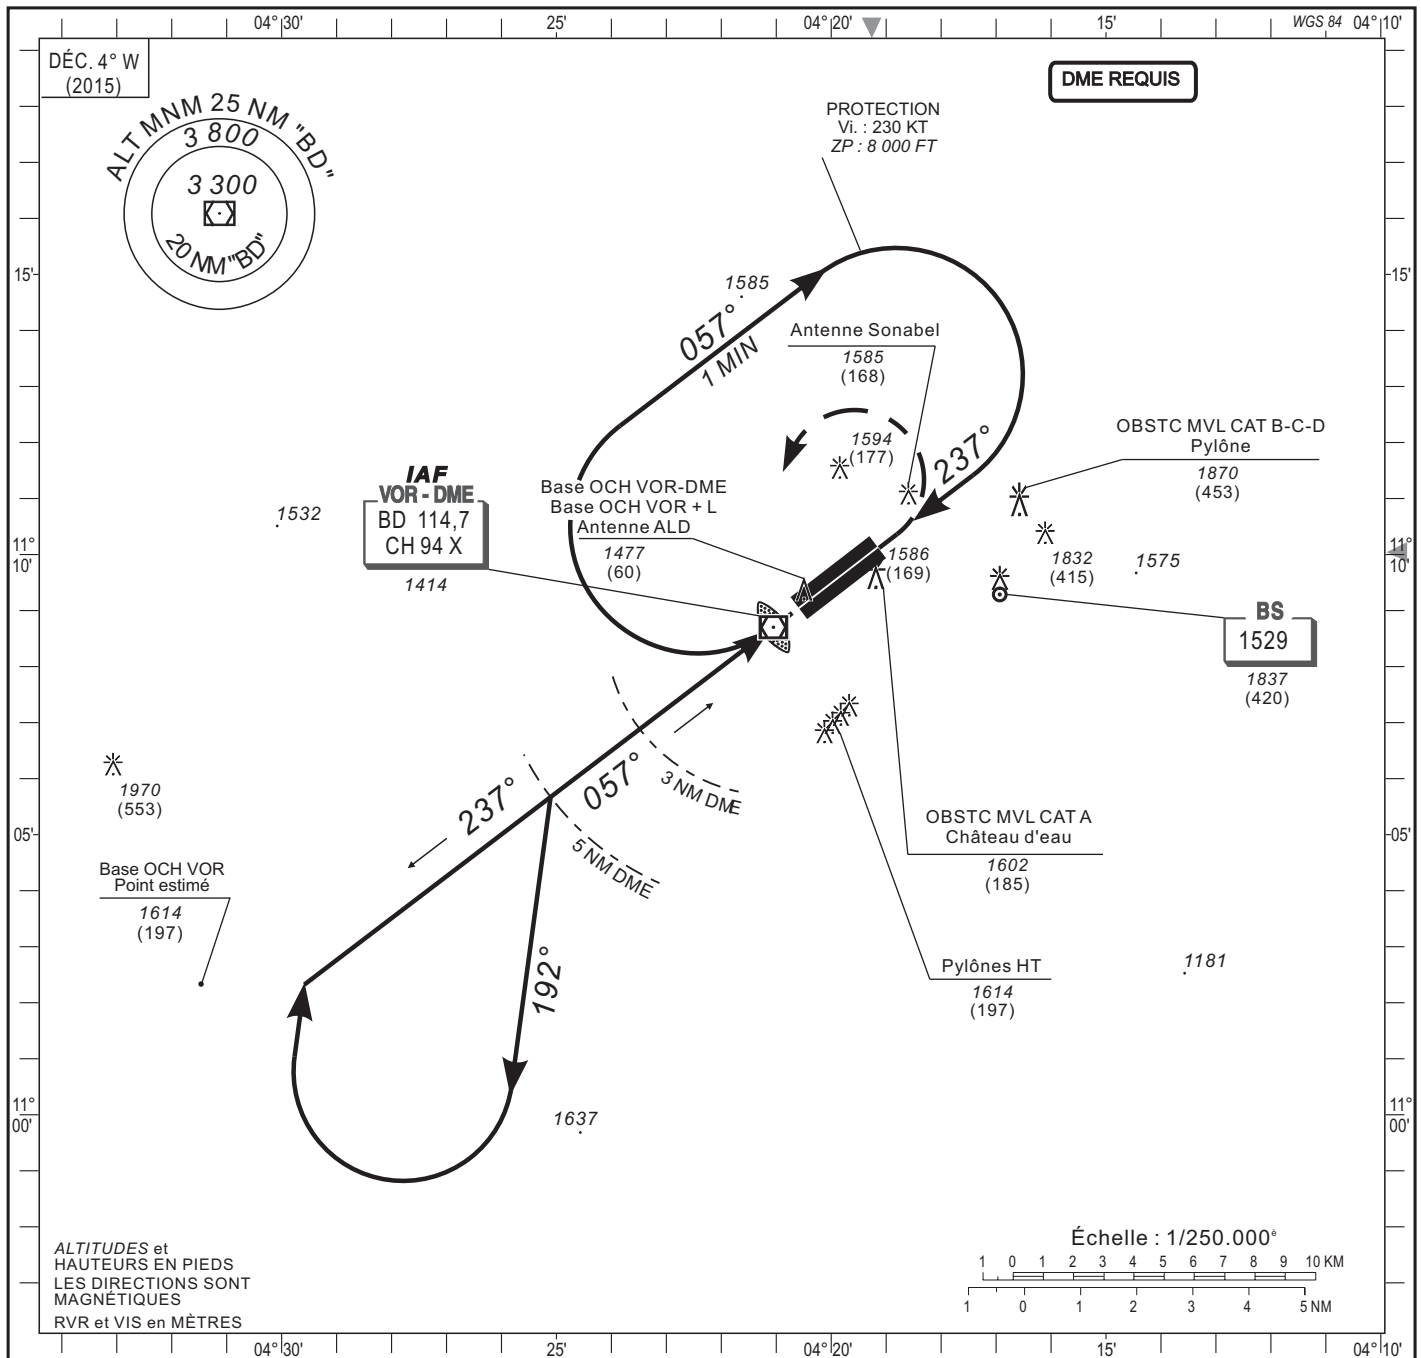 04° 30'
25'
04° 20'
15'
WGS 84
04° 10'
DÉC. 4° W
(2015)
DME REQUIS
ALT MNM 25 NM "BD"
3 800
3 300
20 NM "BD"
PROTECTION
Vi. : 230 KT
ZP : 8 000 FT
15'
15'
1585
057°
1 MIN
Antenne Sonabel
1585
(168)
1594
(177)
237°
OBSTC MVL CAT B-C-D
Pylône
1870
(453)
IAF
VOR - DME
BD 114,7
CH 94 X
1414
1532
Base OCH VOR-DME
Base OCH VOR + L
Antenne ALD
1477
(60)
1586
(169)
1832
(415)
1575
11°
10'
11°
10'
BS
1529
1837
(420)
1970
(553)
237°
057°
3 NM DME
5 NM DME
OBSTC MVL CAT A
Château d'eau
1602
(185)
05'
05'
Base OCH VOR
Point estimé
1614
(197)
192°
Pylônes HT
1614
(197)
1181
1637
11°
00'
11°
00'
ALTITUDES et
HAUTEURS EN PIEDS
LES DIRECTIONS SONT
MAGNÉTIQUES
RVR et VIS en MÈTRES
Échelle : 1/250.000è
1 0 1 2 3 4 5 6 7 8 9 10 KM
1 0 1 2 3 4 5 NM
04° 30'
25'
04° 20'
15'
04° 10'